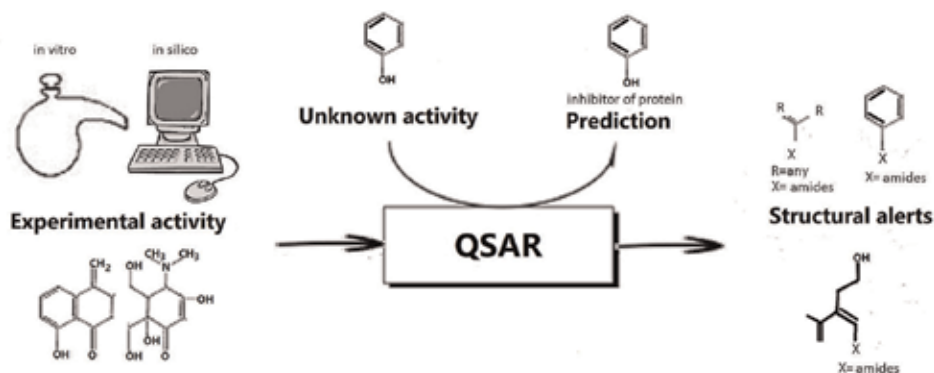 in vitro
in silico
Experimental activity
CH₂
OH
O
CH₃
CH₃
N
OH
OH
OH
OH
O
OH
Unknown activity
OH
inhibitor of protein
Prediction
QSAR
R
R
X
R=any
X= amides
X
X= amides
Structural alerts
OH
X
X= amides